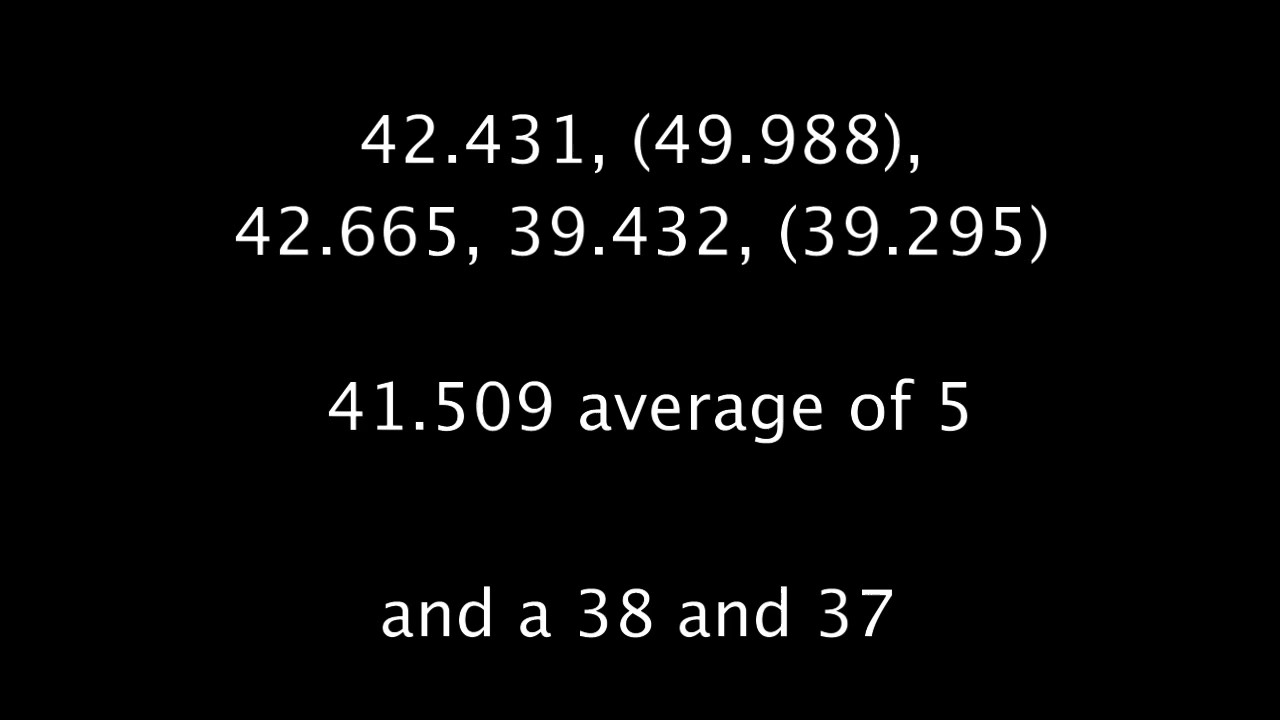 42.431, (49.988),
42.665, 39.432, (39.295)
41.509 average of 5
and a 38 and 37